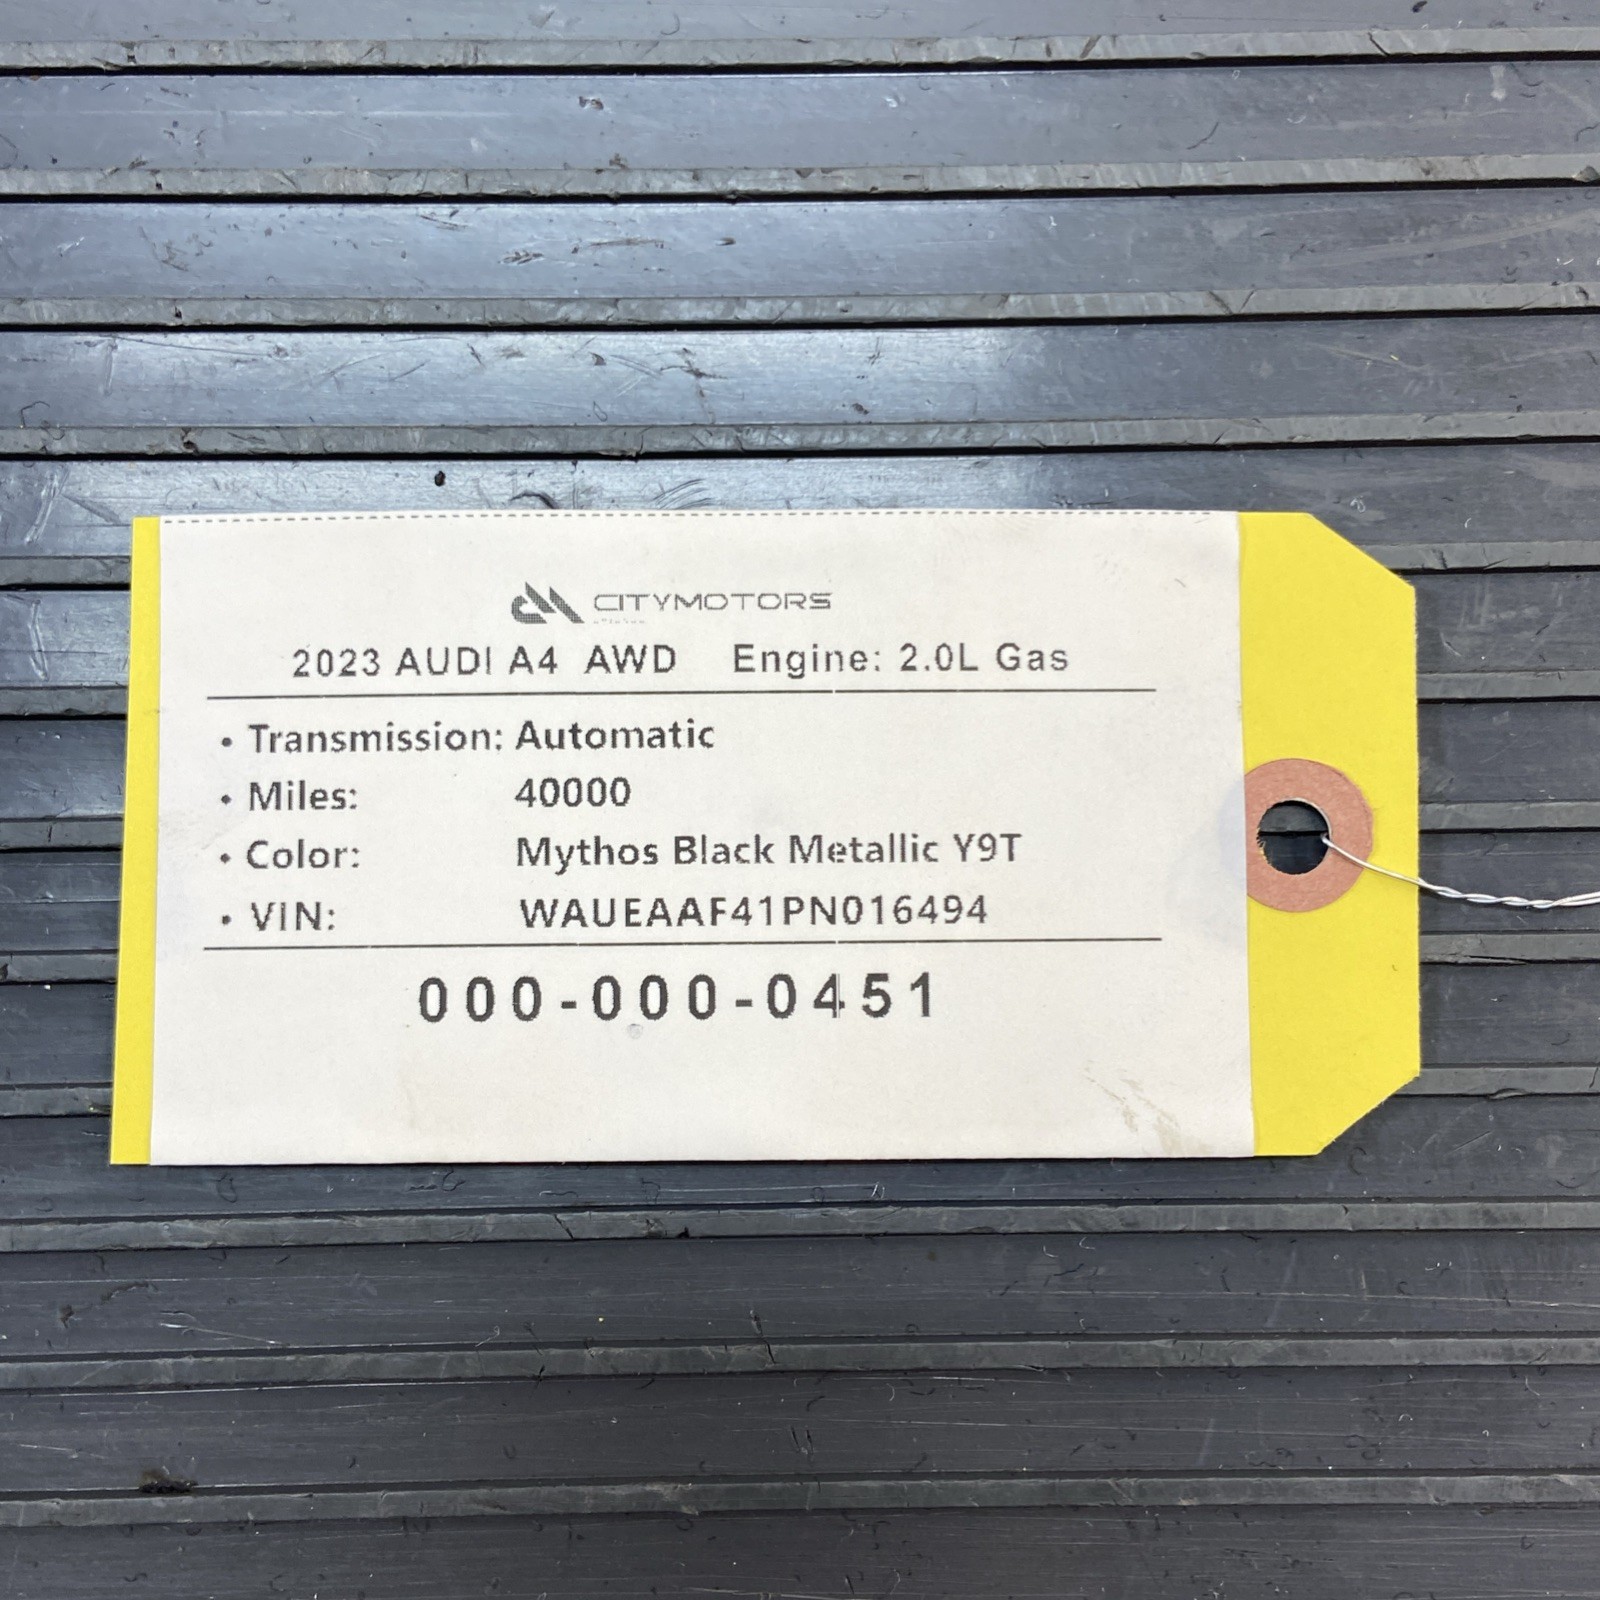 CITYMOTORS
2023 AUDI A4 AWD Engine: 2.0L Gas
• Transmission: Automatic
• Miles: 40000
• Color: Mythos Black Metallic Y9T
• VIN: WAUEAAF41PN016494
000-000-0451